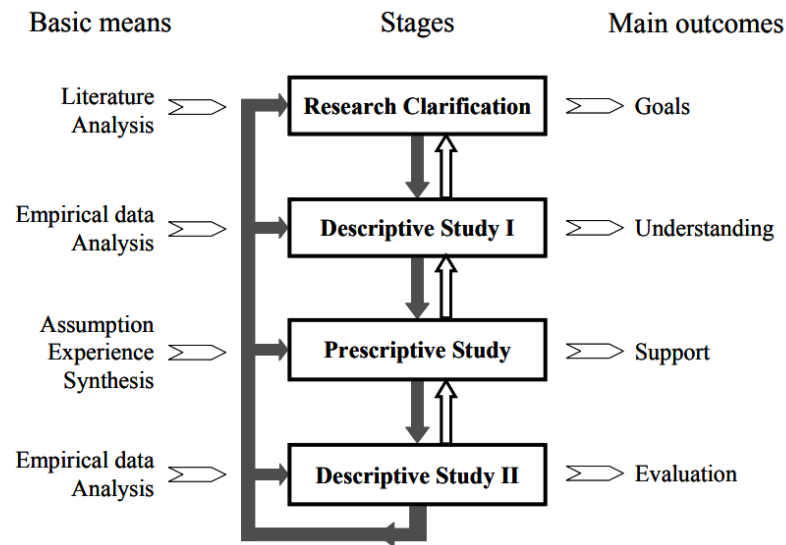 Basic means
Stages
Main outcomes
Literature
Analysis
Research Clarification
Goals
Empirical data
Analysis
Descriptive Study I
Understanding
Assumption
Experience
Synthesis
Prescriptive Study
Support
Empirical data
Analysis
Descriptive Study II
Evaluation